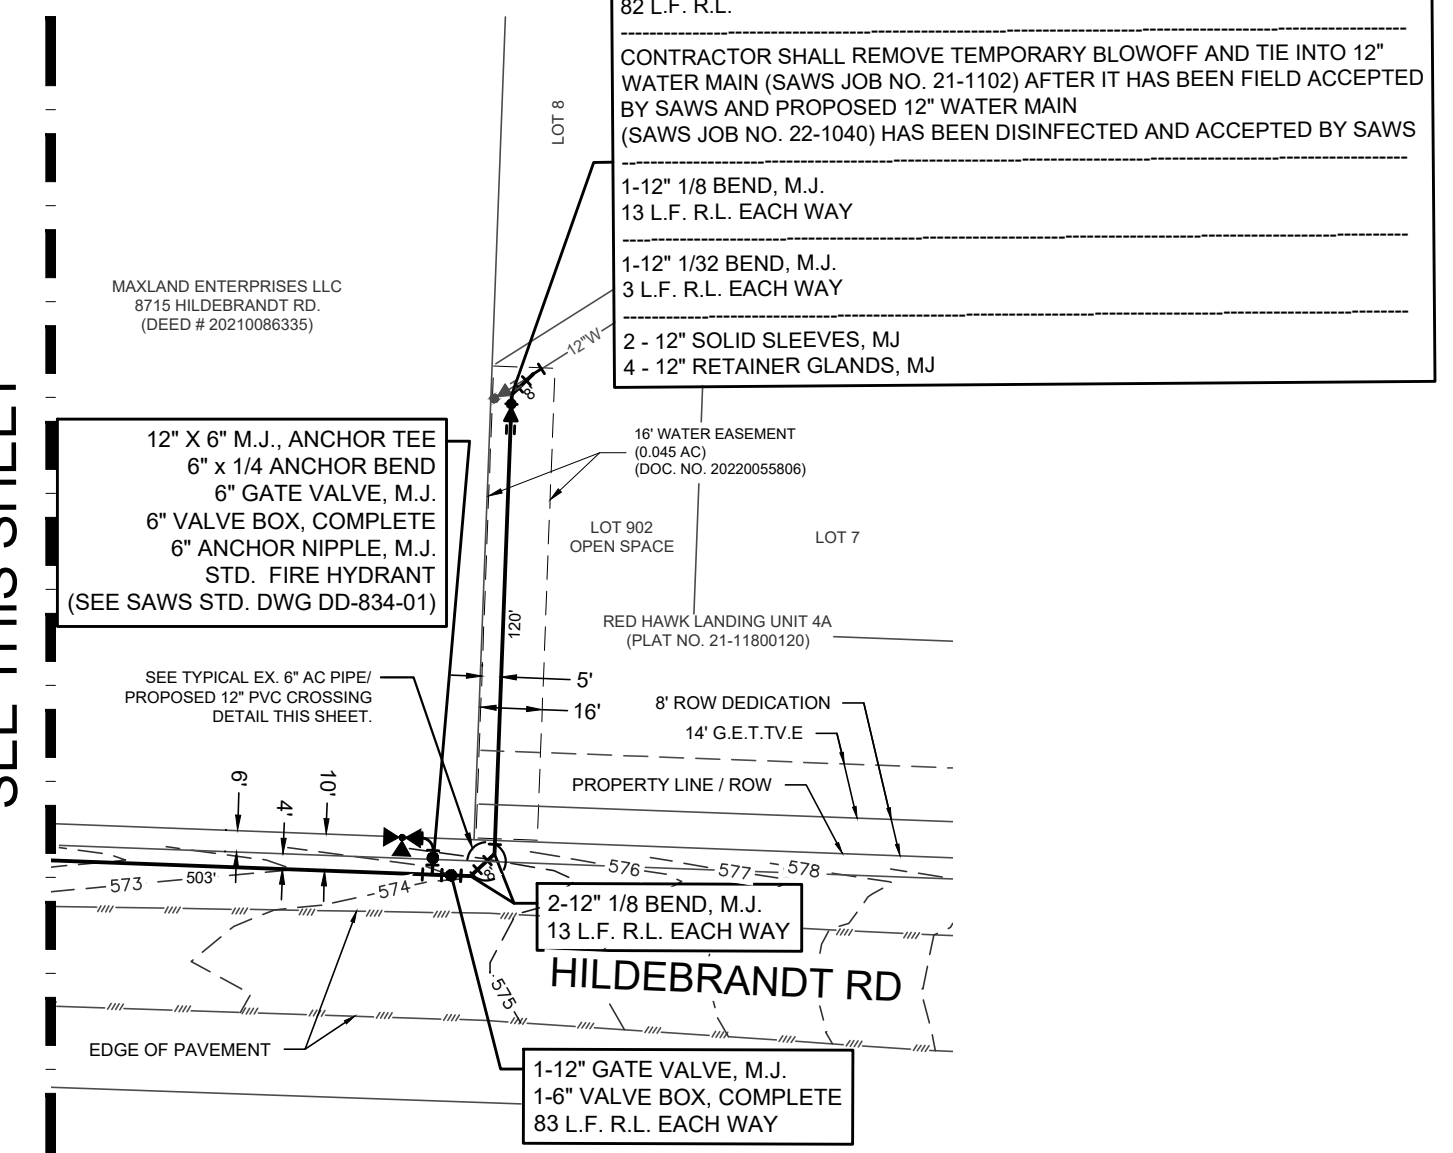 82 L.F. R.L.
CONTRACTOR SHALL REMOVE TEMPORARY BLOWOFF AND TIE INTO 12"
WATER MAIN (SAWS JOB NO. 21-1102) AFTER IT HAS BEEN FIELD ACCEPTED
BY SAWS AND PROPOSED 12" WATER MAIN
(SAWS JOB NO. 22-1040) HAS BEEN DISINFECTED AND ACCEPTED BY SAWS
1-12" 1/8 BEND, M.J.
13 L.F. R.L. EACH WAY
1-12" 1/32 BEND, M.J.
3 L.F. R.L. EACH WAY
2 - 12" SOLID SLEEVES, MJ
4 - 12" RETAINER GLANDS, MJ
LOT 8
MAXLAND ENTERPRISES LLC
8715 HILDEBRANDT RD.
(DEED # 20210086335)
12"W
8'
SEE THIS SHEET
12" X 6" M.J., ANCHOR TEE
6" x 1/4 ANCHOR BEND
6" GATE VALVE, M.J.
6" VALVE BOX, COMPLETE
6" ANCHOR NIPPLE, M.J.
STD. FIRE HYDRANT
(SEE SAWS STD. DWG DD-834-01)
16' WATER EASEMENT
(0.045 AC)
(DOC. NO. 20220055806)
LOT 902
OPEN SPACE
LOT 7
120'
RED HAWK LANDING UNIT 4A
(PLAT NO. 21-11800120)
SEE TYPICAL EX. 6" AC PIPE/
PROPOSED 12" PVC CROSSING
DETAIL THIS SHEET.
5'
16'
8' ROW DEDICATION
14' G.E.T.TV.E
PROPERTY LINE / ROW
6'
4'
10'
573
503'
574
8'
576
577
578
2-12" 1/8 BEND, M.J.
13 L.F. R.L. EACH WAY
HILDEBRANDT RD
575
EDGE OF PAVEMENT
1-12" GATE VALVE, M.J.
1-6" VALVE BOX, COMPLETE
83 L.F. R.L. EACH WAY